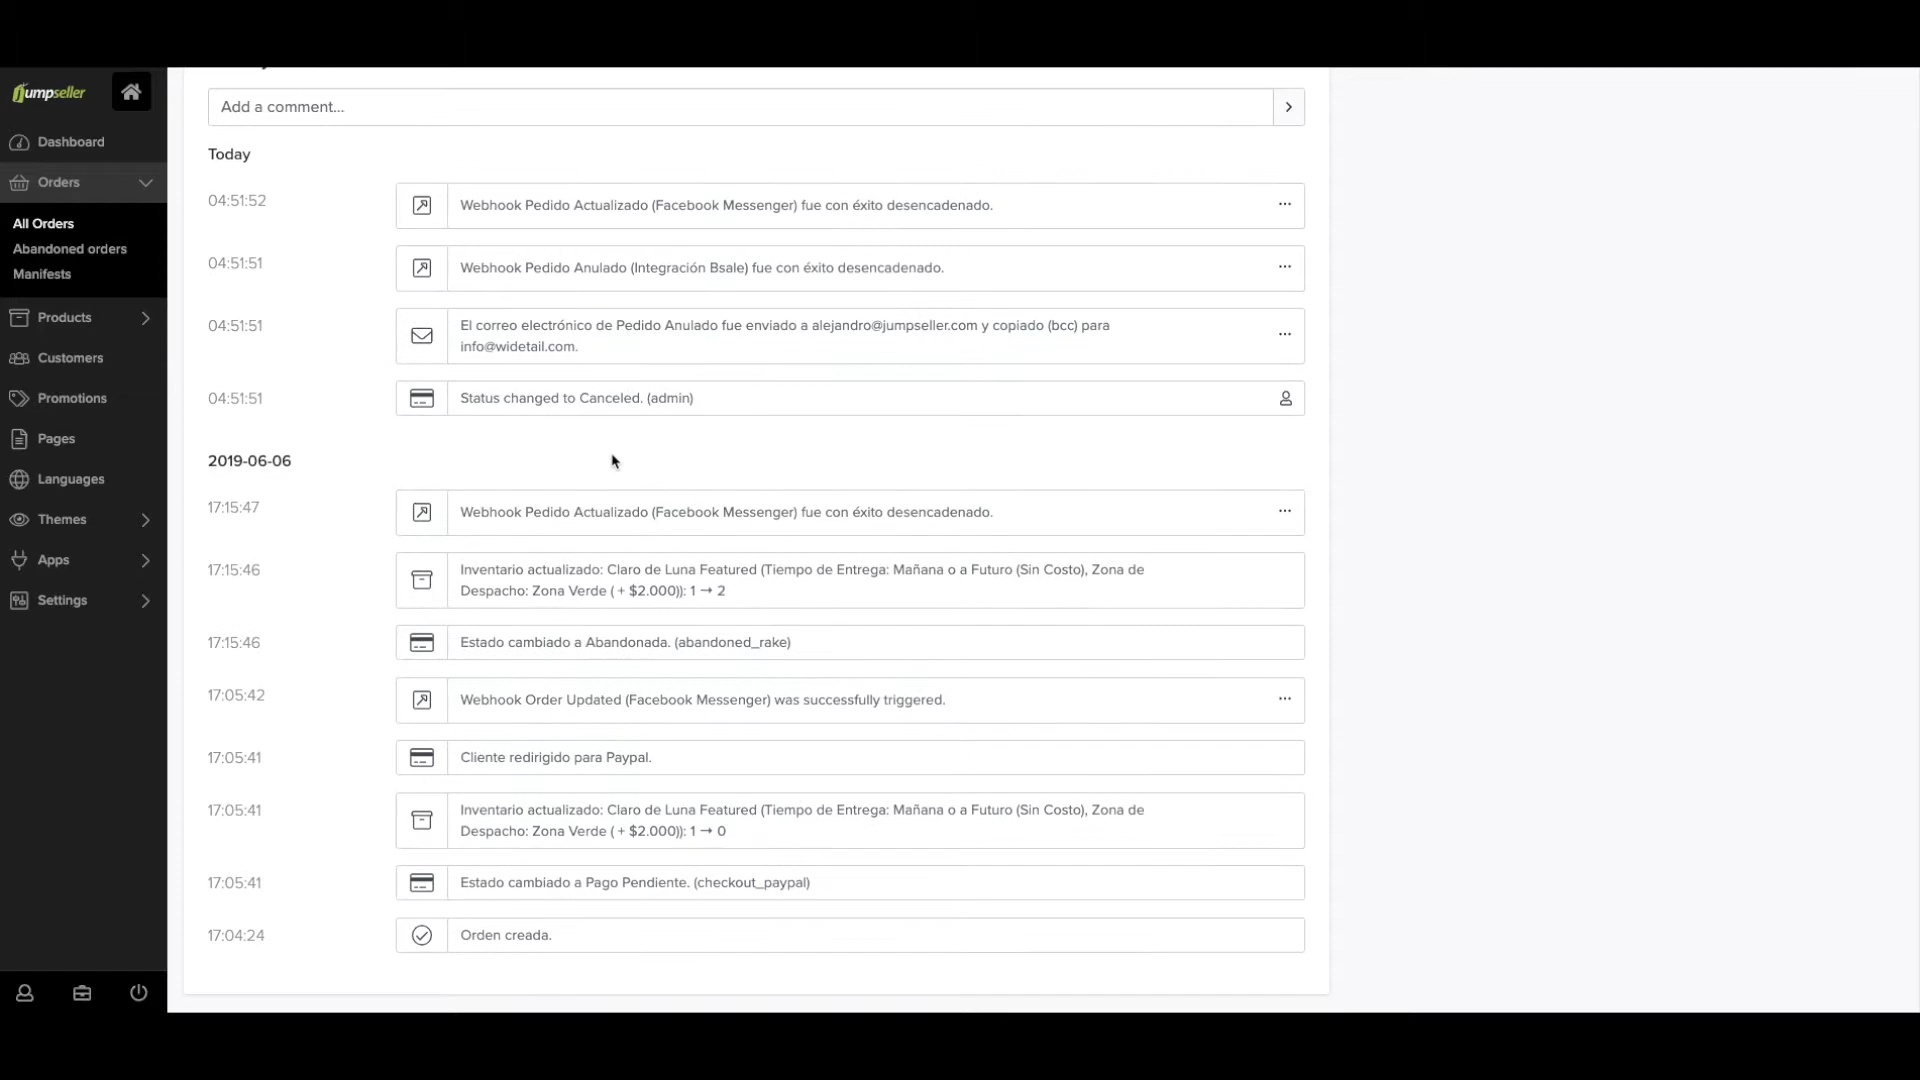 Jumpseller
Dashboard
Orders
All Orders
Abandoned orders
Manifests
Products
Customers
Promotions
Pages
Languages
Themes
Apps
Settings
Add a comment...
Today
04:51:52
Webhook Pedido Actualizado (Facebook Messenger) fue con éxito desencadenado.
04:51:51
Webhook Pedido Anulado (Integración Bsale) fue con éxito desencadenado.
04:51:51
El correo electrónico de Pedido Anulado fue enviado a alejandro@jumpseller.com y copiado (bcc) para
info@widetail.com.
04:51:51
Status changed to Canceled. (admin)
2019-06-06
17:15:47
Webhook Pedido Actualizado (Facebook Messenger) fue con éxito desencadenado.
17:15:46
Inventario actualizado: Claro de Luna Featured (Tiempo de Entrega: Mañana o a Futuro (Sin Costo), Zona de
Despacho: Zona Verde ( + $2.000)): 1 → 2
17:15:46
Estado cambiado a Abandonada. (abandoned_rake)
17:05:42
Webhook Order Updated (Facebook Messenger) was successfully triggered.
17:05:41
Cliente redirigido para Paypal.
17:05:41
Inventario actualizado: Claro de Luna Featured (Tiempo de Entrega: Mañana o a Futuro (Sin Costo), Zona de
Despacho: Zona Verde ( + $2.000)): 1 → 0
17:05:41
Estado cambiado a Pago Pendiente. (checkout_paypal)
17:04:24
Orden creada.